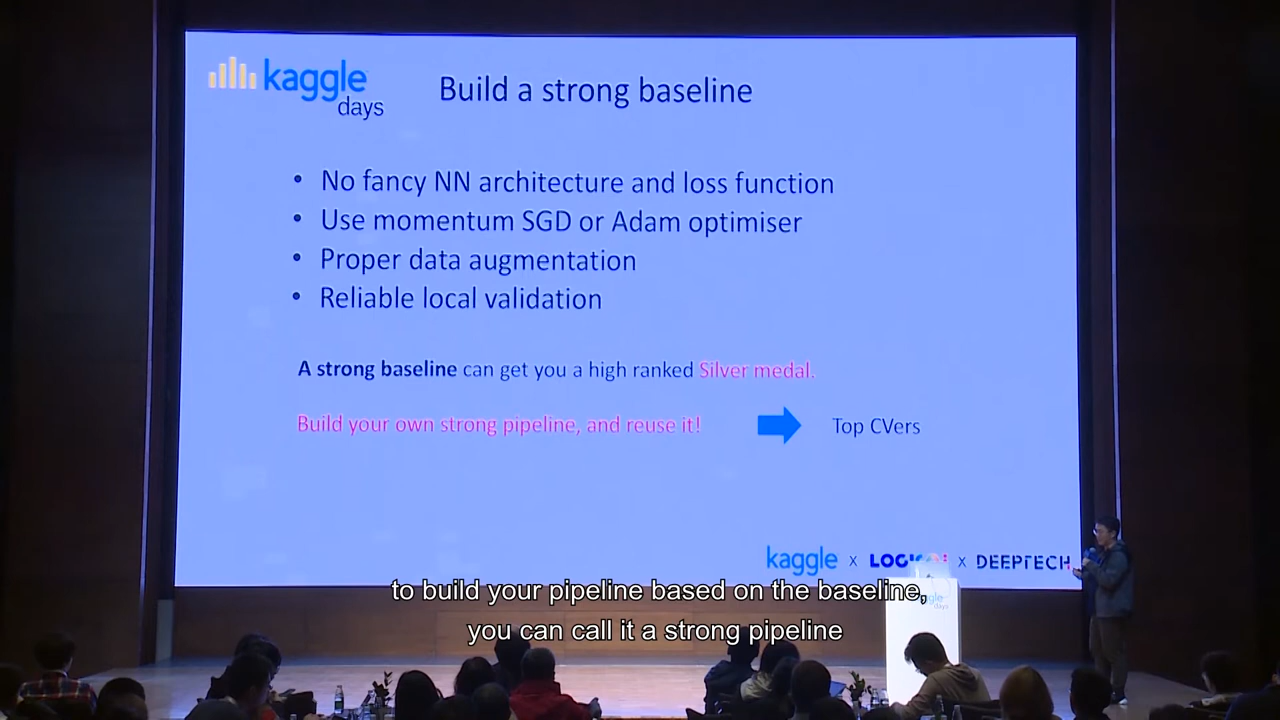 kaggle
days
Build a strong baseline
• No fancy NN architecture and loss function
• Use momentum SGD or Adam optimiser
• Proper data augmentation
• Reliable local validation
A strong baseline can get you a high ranked Silver medal.
Build your own strong pipeline, and reuse it!
Top CVers
kaggle x x DEEPTECH
to build your pipeline based on the baseline,
you can call it a strong pipeline